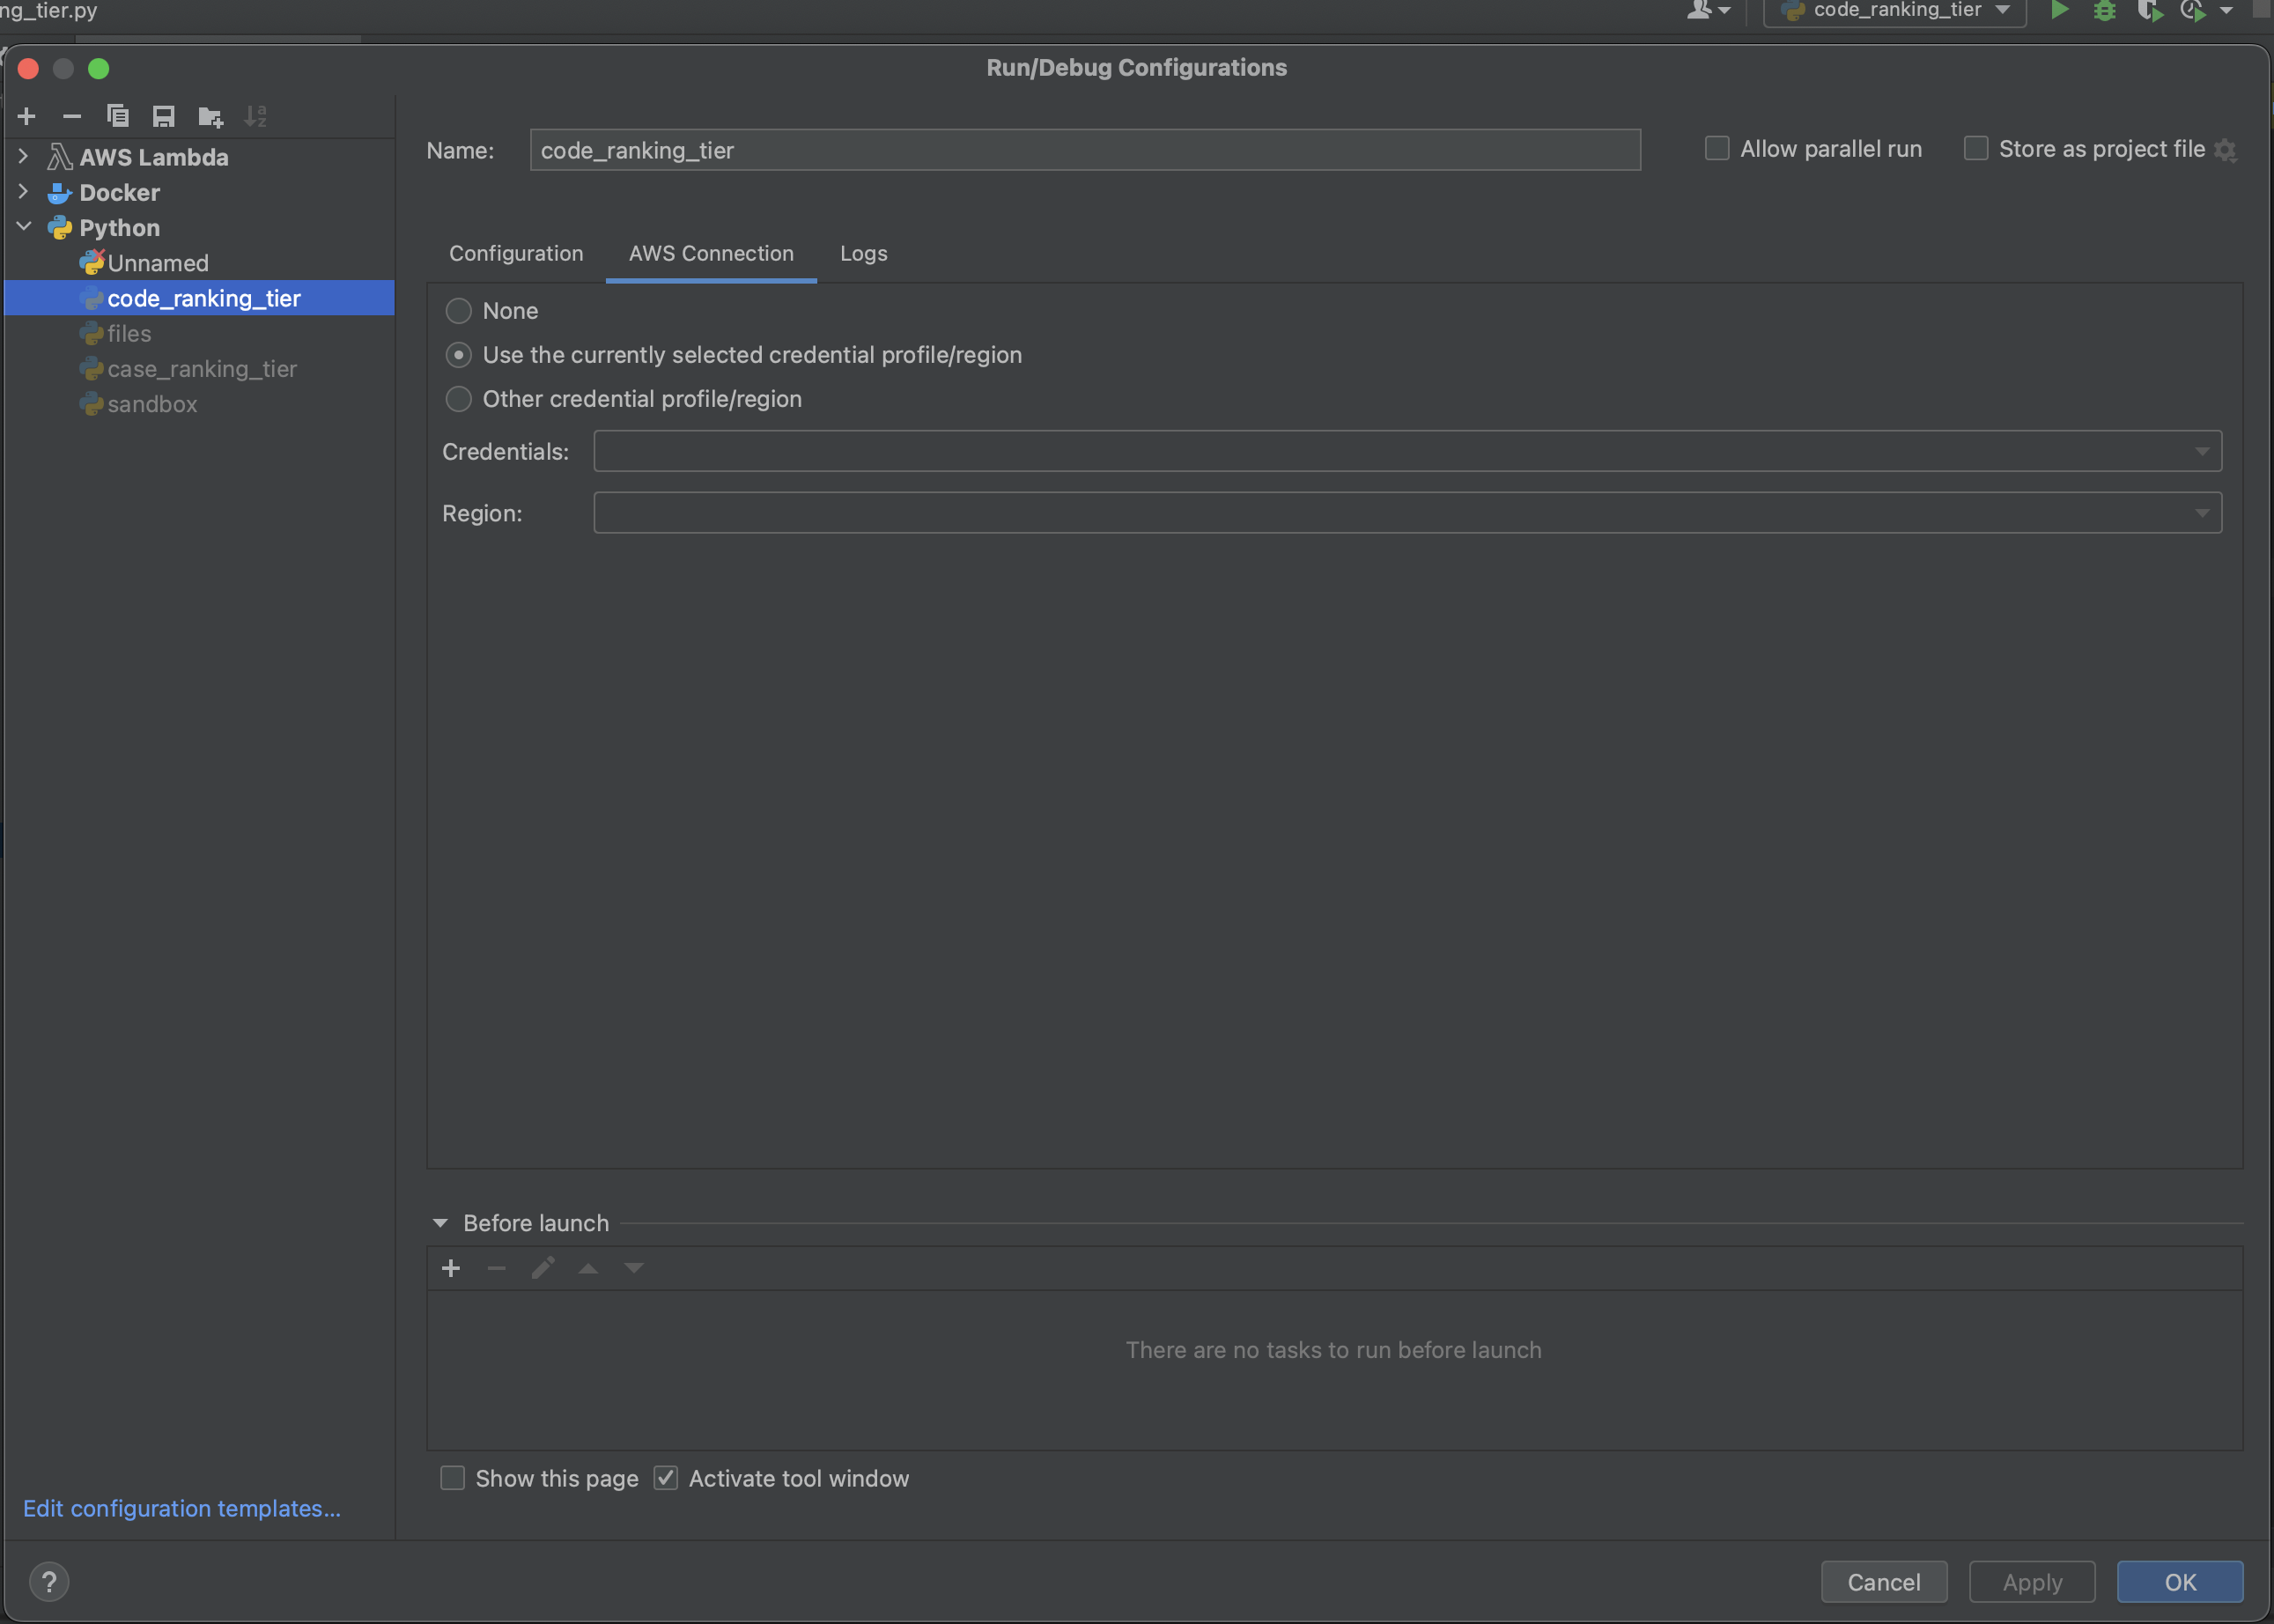 ng_tier.py
code_ranking_tier
Run/Debug Configurations
AWS Lambda
Docker
Python
Unnamed
code_ranking_tier
files
case_ranking_tier
sandbox
Edit configuration templates...
Name: code_ranking_tier
Allow parallel run
Store as project file
Configuration AWS Connection Logs
None
Use the currently selected credential profile/region
Other credential profile/region
Credentials:
Region:
Before launch
There are no tasks to run before launch
Show this page Activate tool window
?
Cancel Apply OK